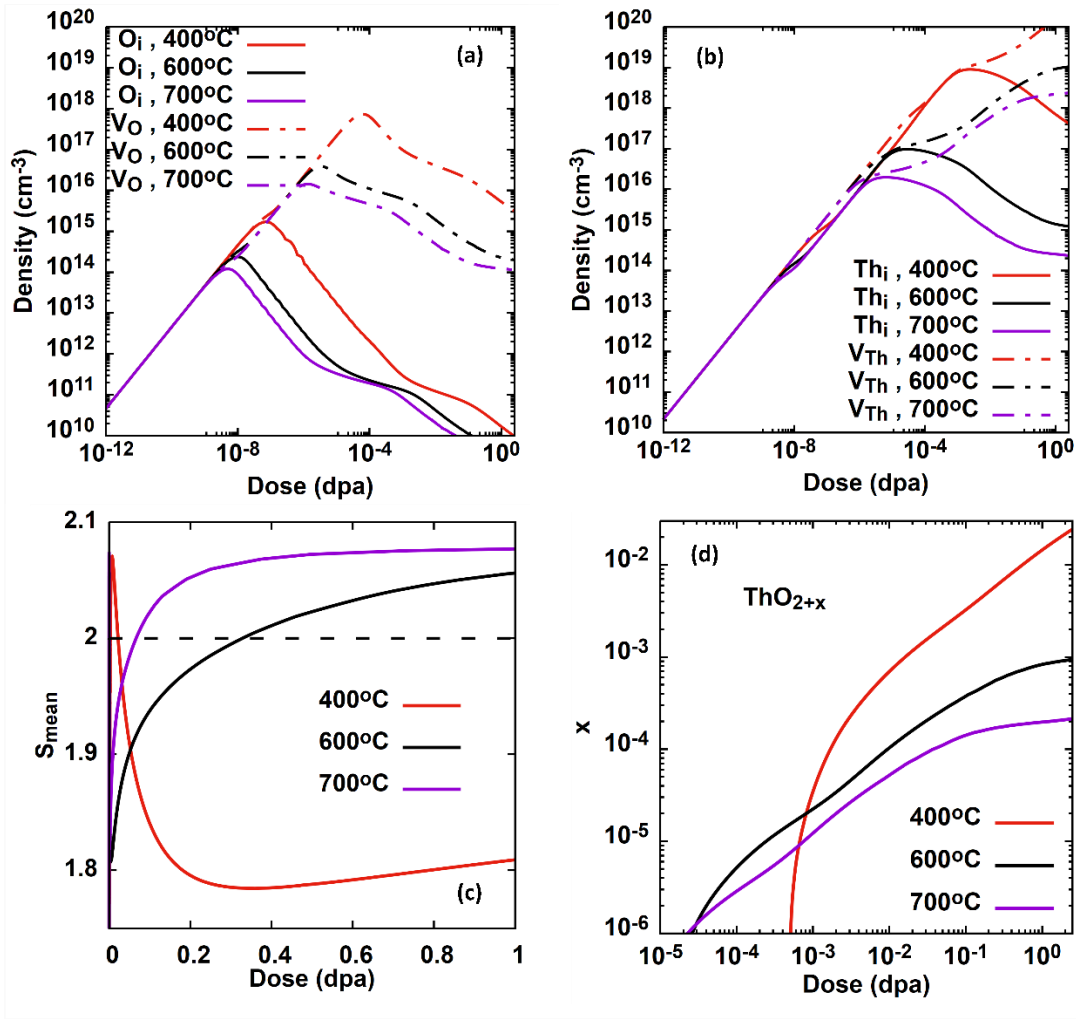 (a)
O_i , 400°C
O_i , 600°C
O_i , 700°C
V_O , 400°C
V_O , 600°C
V_O , 700°C
10^20
10^19
10^18
10^17
10^16
10^15
10^14
10^13
10^12
10^11
10^10
Density (cm^-3)
10^-12 10^-8 10^-4 10^0
Dose (dpa)
(b)
10^20
10^19
10^18
10^17
10^16
10^15
10^14
10^13
10^12
10^11
10^10
Density (cm^-3)
Th_i , 400°C
Th_i , 600°C
Th_i , 700°C
V_Th , 400°C
V_Th , 600°C
V_Th , 700°C
10^-12 10^-8 10^-4 10^0
Dose (dpa)
2.1
2
1.9
1.8
S_mean
400°C
600°C
700°C
(c)
0 0.2 0.4 0.6 0.8 1
Dose (dpa)
(d)
10^-2
10^-3
10^-4
10^-5
10^-6
x
ThO_2+x
400°C
600°C
700°C
10^-5 10^-4 10^-3 10^-2 10^-1 10^0
Dose (dpa)